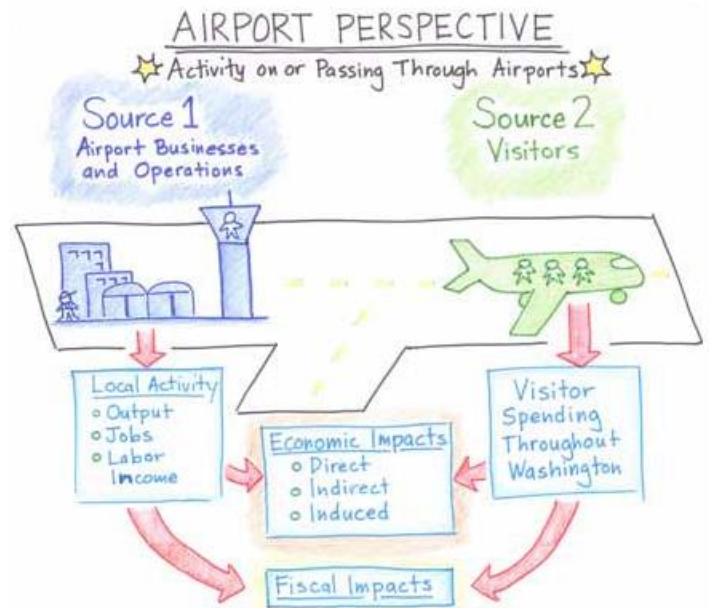 AIRPORT PERSPECTIVE
Activity on or Passing Through Airports
Source 1
Airport Businesses
and Operations
Source 2
Visitors
Local Activity
Output
Jobs
Labor
Income
Economic Impacts
Direct
Indirect
Induced
Visitor
Spending
Throughout
Washington
Fiscal Impacts